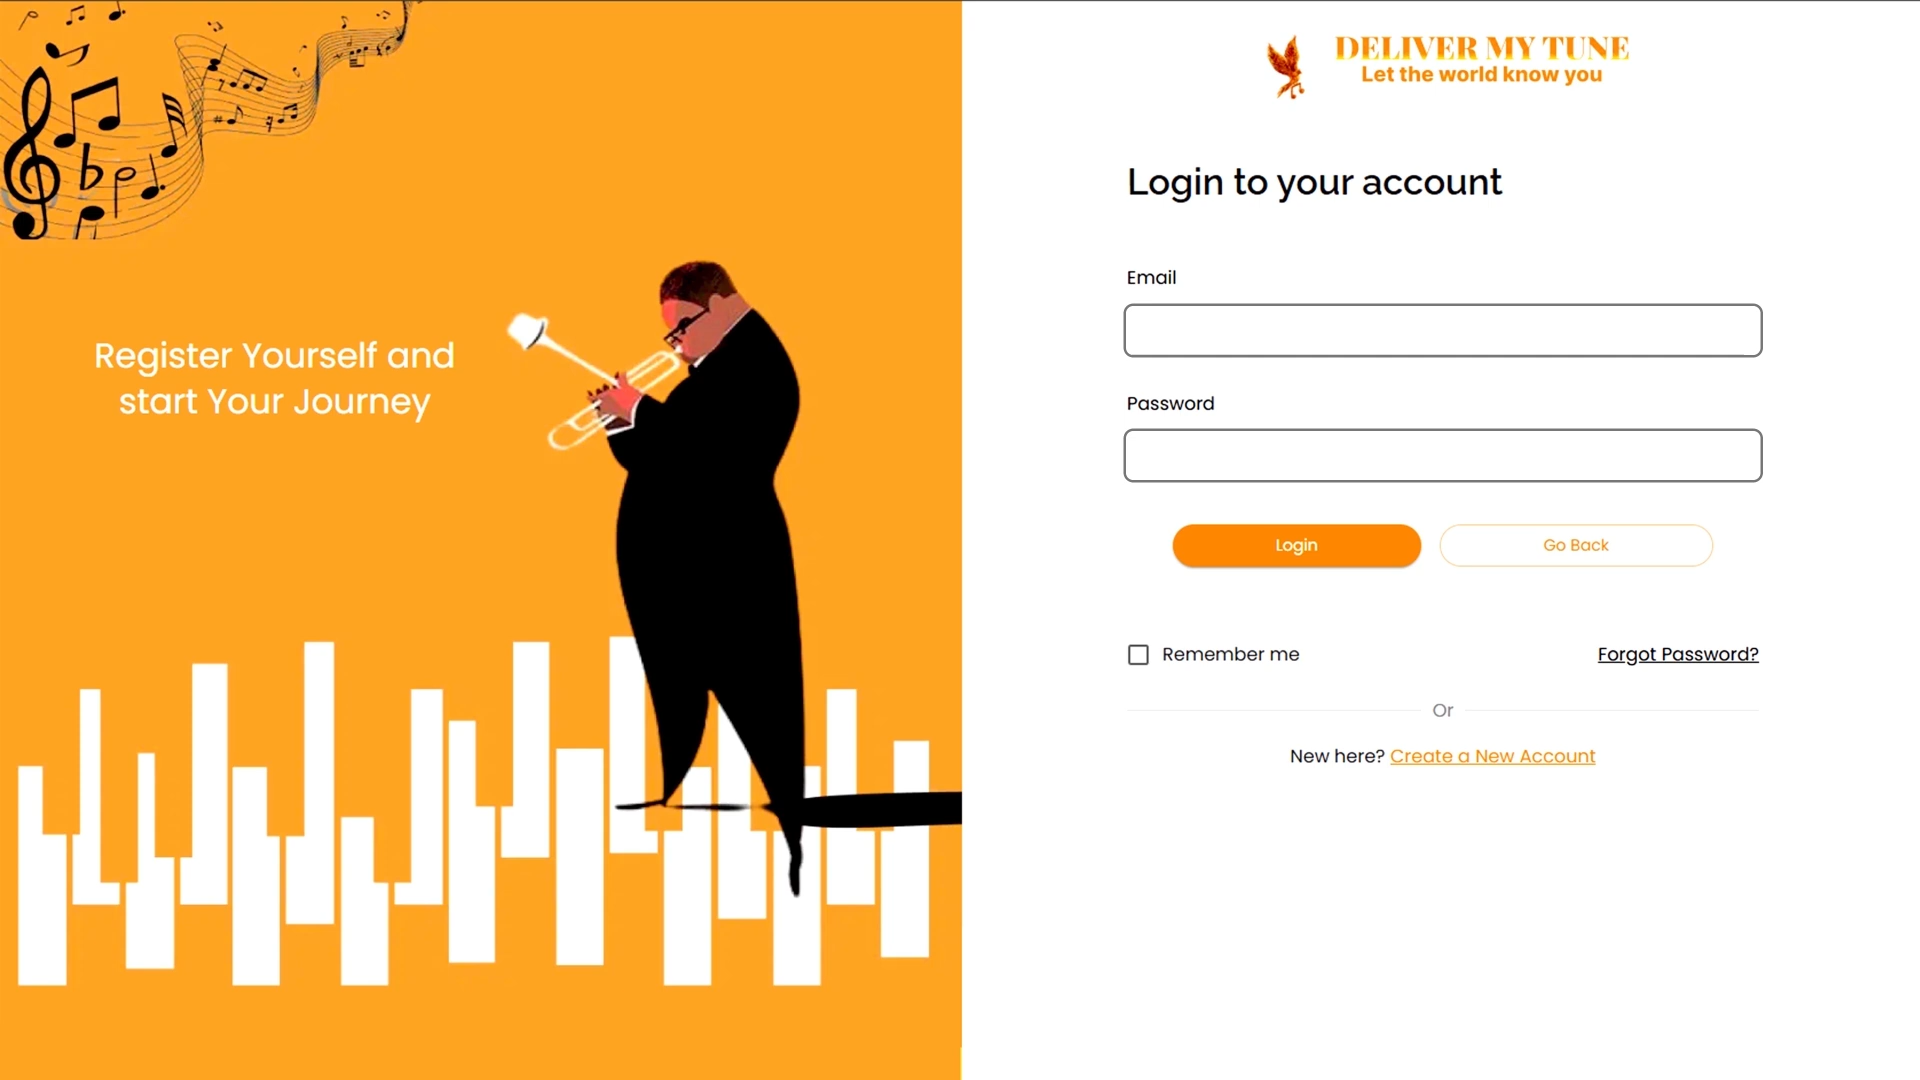 Register Yourself and
start Your Journey
DELIVER MY TUNE
Let the world know you
Login to your account
Email
Password
Login
Go Back
Remember me
Forgot Password?
Or
New here? Create a New Account